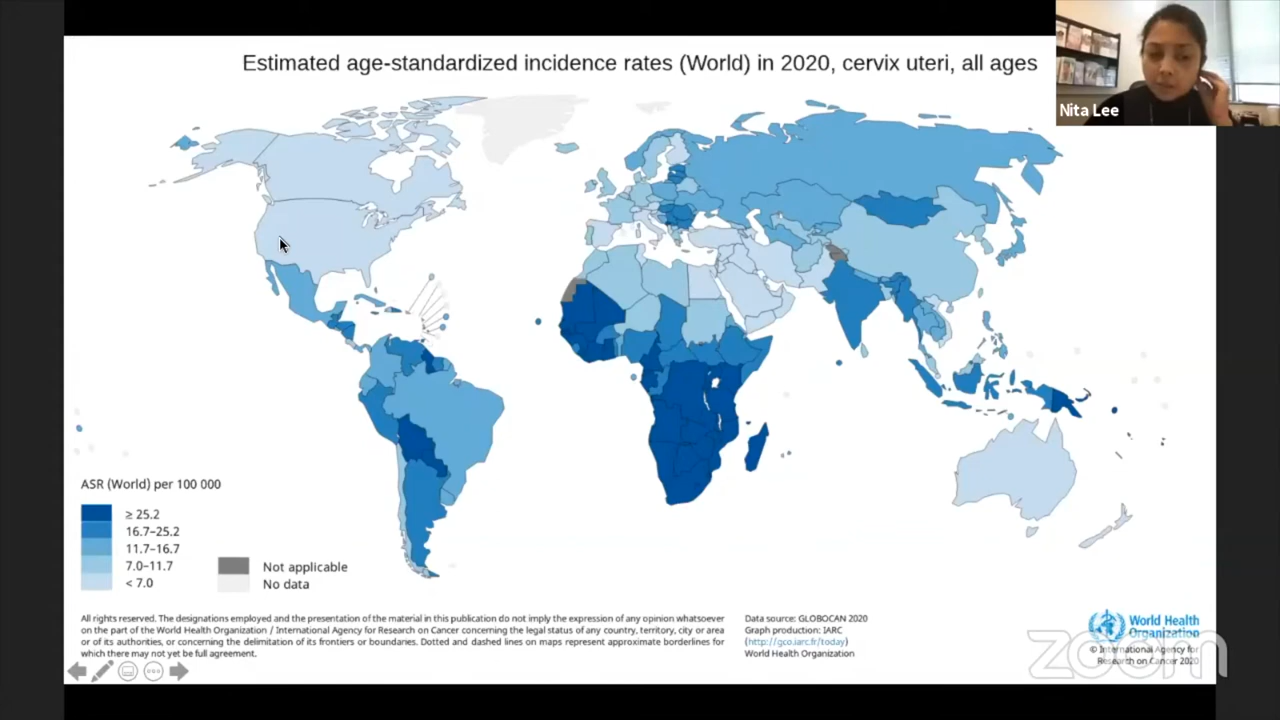 Estimated age-standardized incidence rates (World) in 2020, cervix uteri, all ages
Nita Lee
ASR (World) per 100 000
≥ 25.2
16.7–25.2
11.7–16.7
7.0–11.7
< 7.0
Not applicable
No data
All rights reserved. The designations employed and the presentation of the material in this publication do not imply the expression of any opinion whatsoever
on the part of the World Health Organization / International Agency for Research on Cancer concerning the legal status of any country, territory, city or area
or of its authorities, or concerning the delimitation of its frontiers or boundaries. Dotted and dashed lines on maps represent approximate borderlines for
which there may not yet be full agreement.
Data source: GLOBOCAN 2020
Graph production: IARC
(http://gco.iarc.fr/today)
World Health Organization
World Health
Organization
© International Agency for
Research on Cancer 2020
zoom